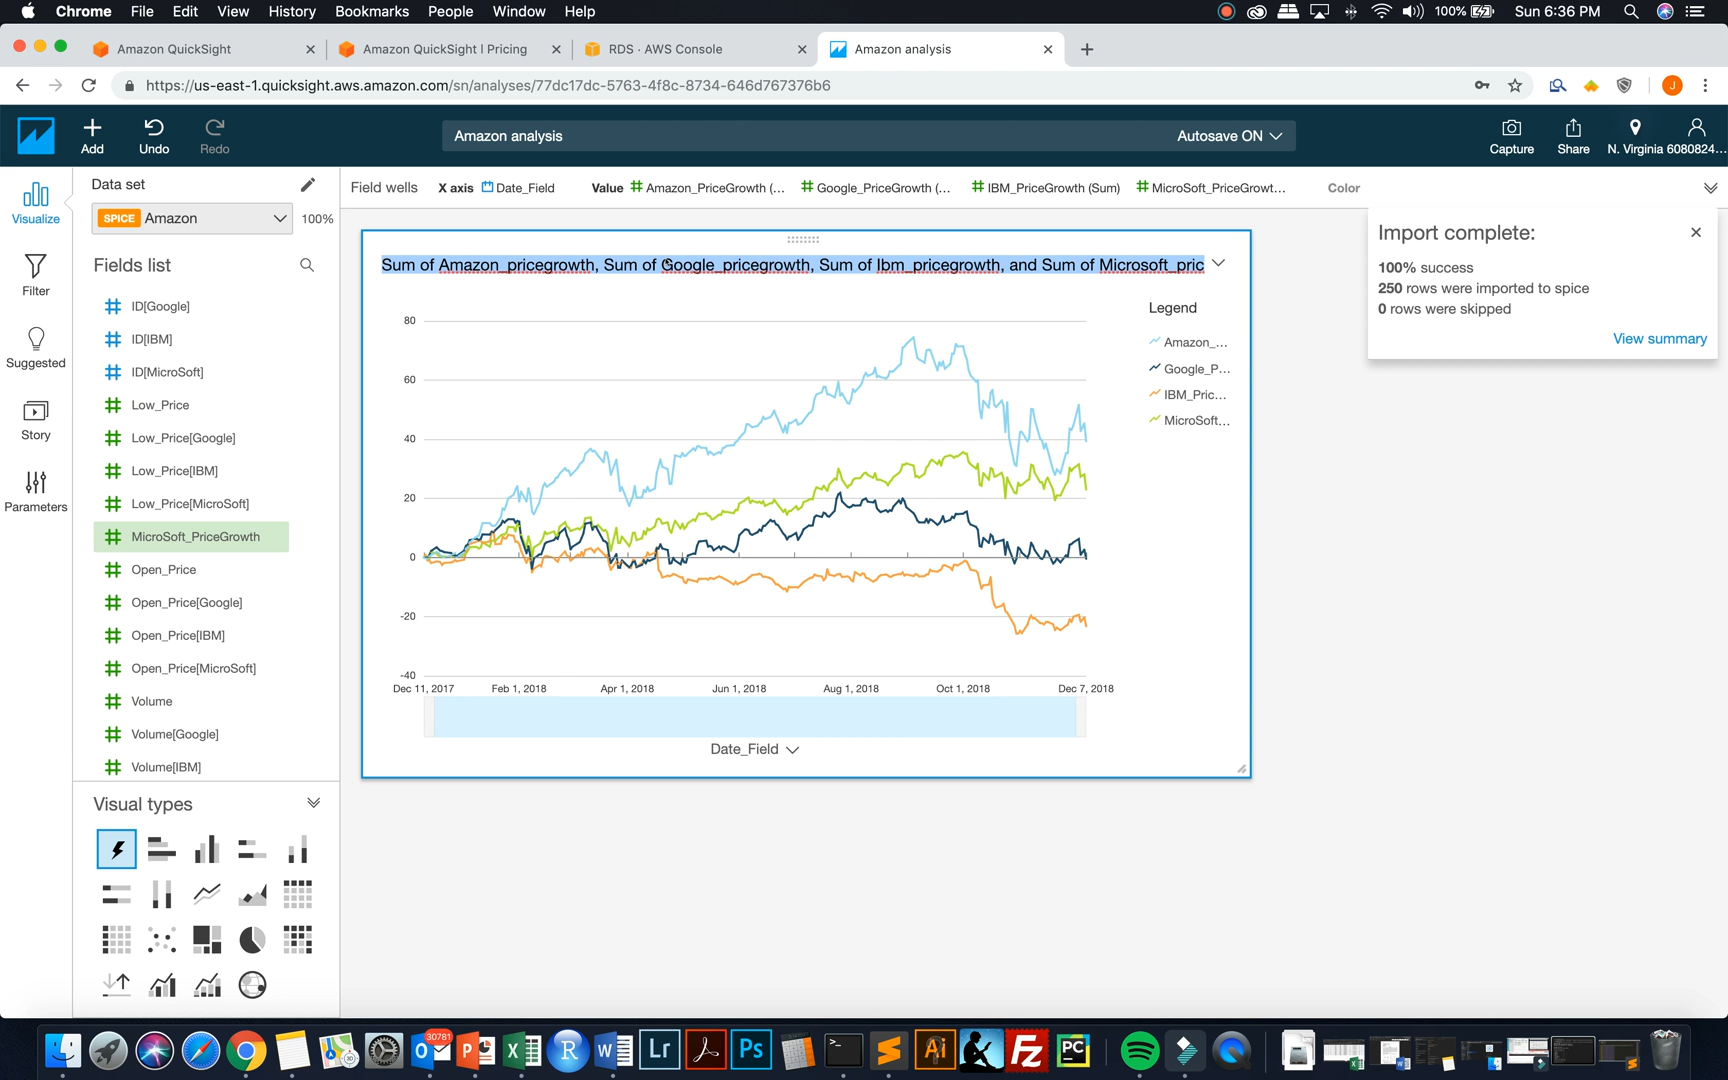 Chrome File Edit View History Bookmarks People Window Help 100% Sun 6:36 PM
Amazon QuickSight Amazon QuickSight | Pricing RDS · AWS Console Amazon analysis
https://us-east-1.quicksight.aws.amazon.com/sn/analyses/77dc17dc-5763-4f8c-8734-646d767376b6 J
Add Undo Redo Amazon analysis Autosave ON Capture Share N. Virginia 6080824...
Visualize
Filter
Suggested
Story
Parameters
Data set
SPICE Amazon 100%
Fields list
ID[Google]
ID[IBM]
ID[MicroSoft]
Low_Price
Low_Price[Google]
Low_Price[IBM]
Low_Price[MicroSoft]
MicroSoft_PriceGrowth
Open_Price
Open_Price[Google]
Open_Price[IBM]
Open_Price[MicroSoft]
Volume
Volume[Google]
Volume[IBM]
Visual types
Field wells X axis Date_Field Value Amazon_PriceGrowth (... Google_PriceGrowth (... IBM_PriceGrowth (Sum) MicroSoft_PriceGrowt... Color
Sum of Amazon_pricegrowth, Sum of Google_pricegrowth, Sum of Ibm_pricegrowth, and Sum of Microsoft_pric
80
60
40
20
0
-20
-40
Dec 11, 2017 Feb 1, 2018 Apr 1, 2018 Jun 1, 2018 Aug 1, 2018 Oct 1, 2018 Dec 7, 2018
Date_Field
Legend
Amazon_...
Google_P...
IBM_Pric...
MicroSoft...
Import complete:
100% success
250 rows were imported to spice
0 rows were skipped
View summary
30781
O P X R W Lr Ps Ai Fz PC